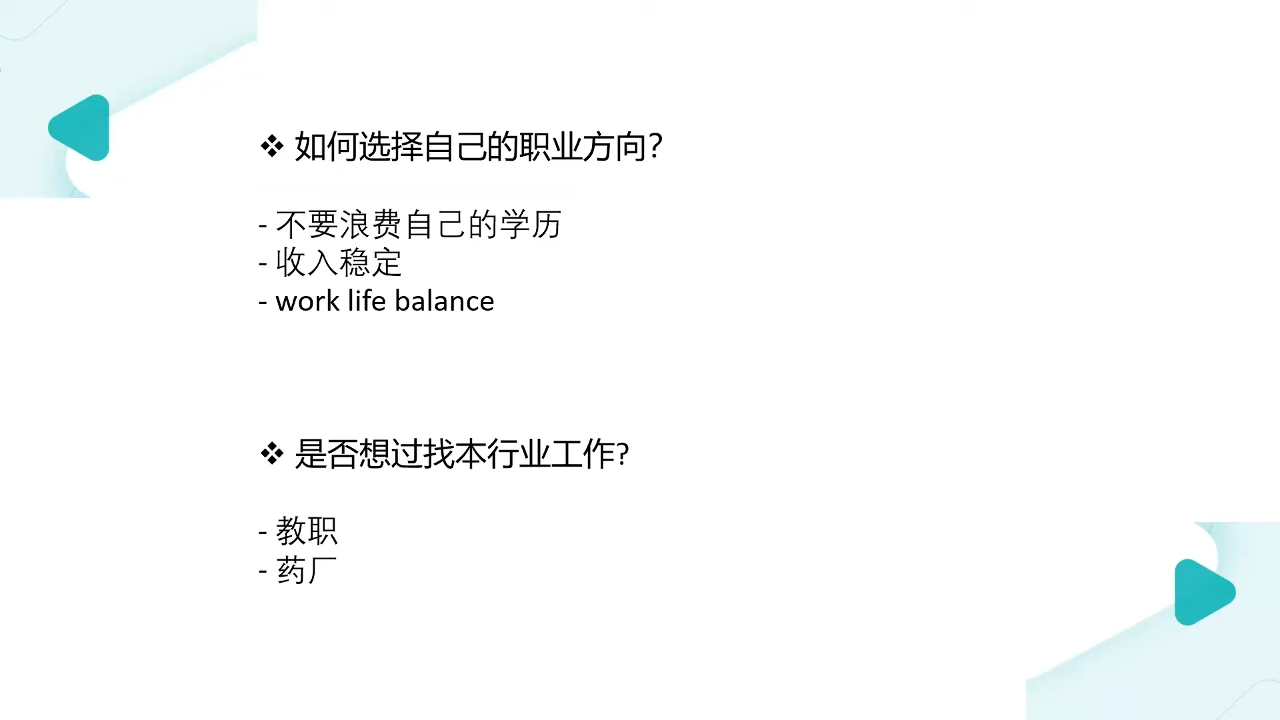 ❖ 如何选择自己的职业方向？
- 不要浪费自己的学历
- 收入稳定
- work life balance
❖ 是否想过找本行业工作?
- 教职
- 药厂